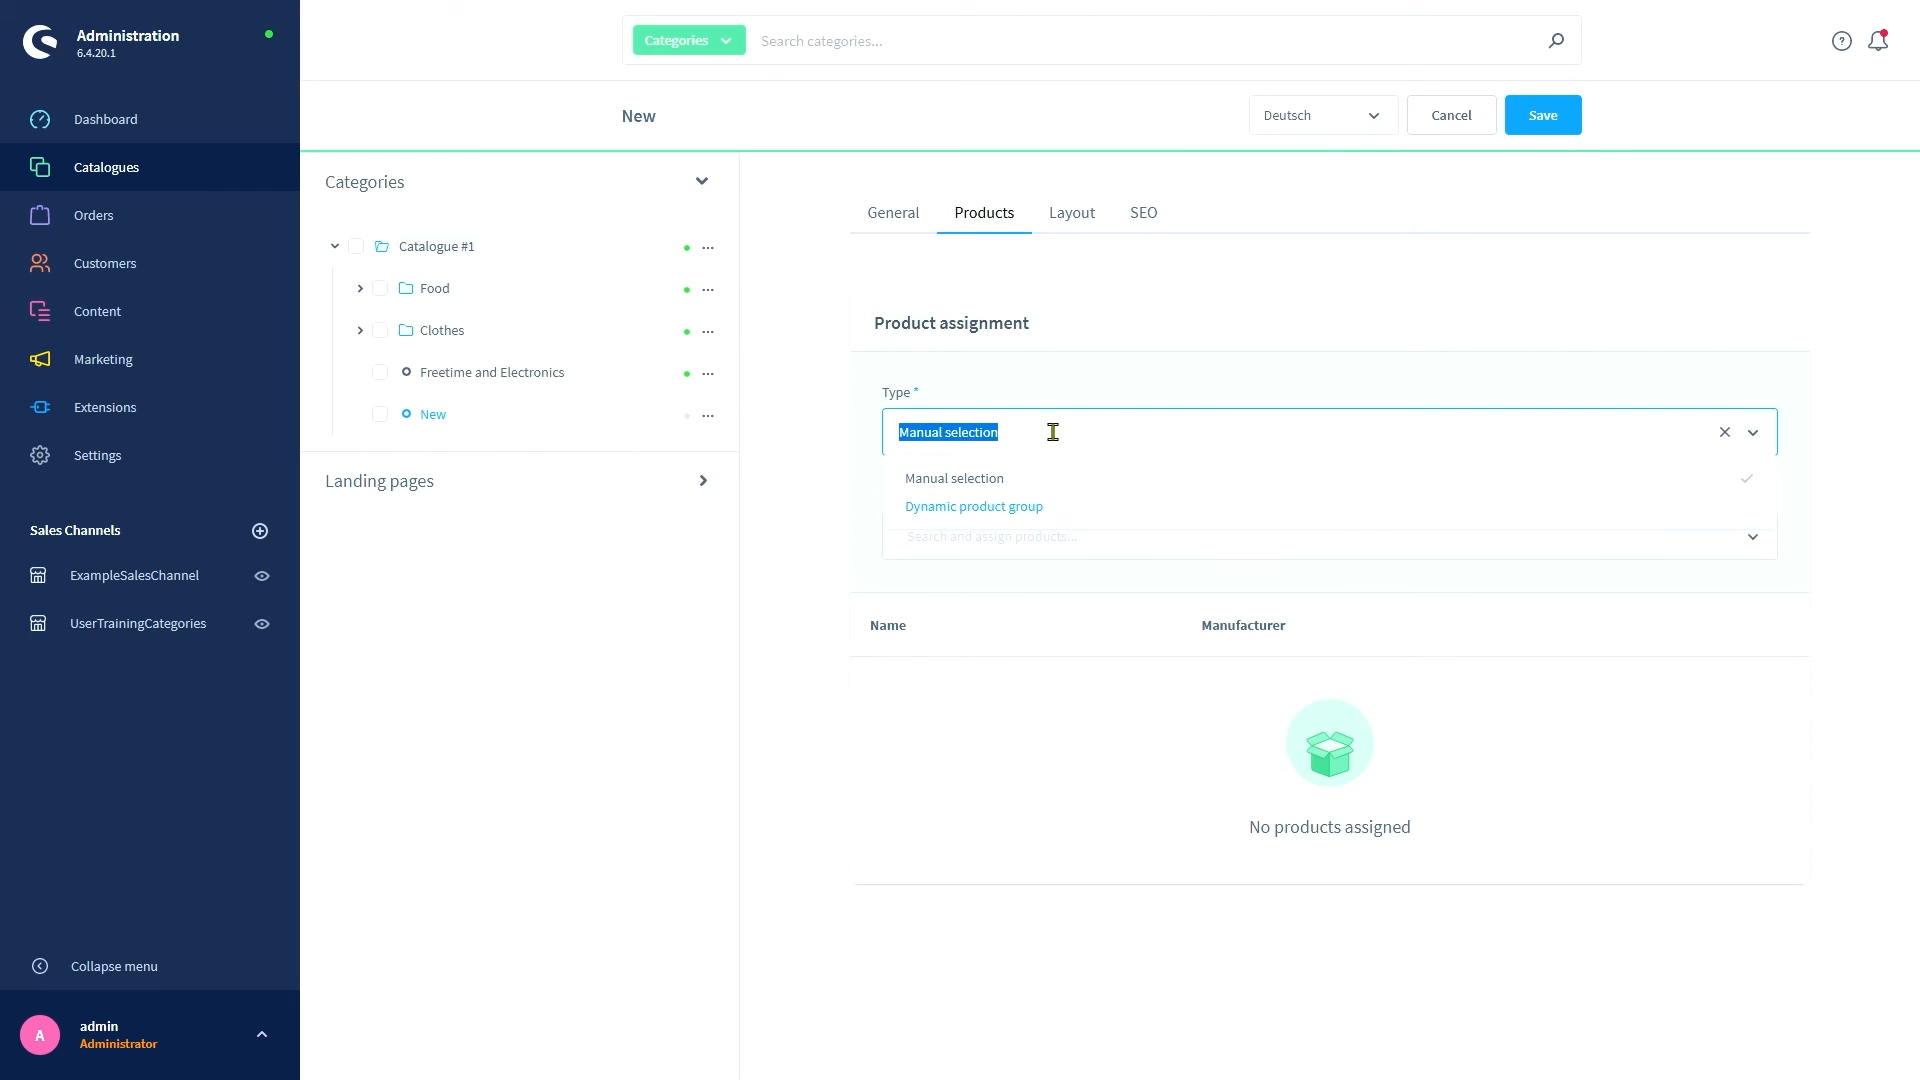 Administration
6.4.20.1
Categories
Search categories...
New
Deutsch
Cancel
Save
Dashboard
Catalogues
Orders
Customers
Content
Marketing
Extensions
Settings
Sales Channels
ExampleSalesChannel
UserTrainingCategories
Collapse menu
A
admin
Administrator
Categories
Catalogue #1
Food
Clothes
Freetime and Electronics
New
Landing pages
General
Products
Layout
SEO
Product assignment
Type *
Manual selection
Manual selection
Dynamic product group
Search and assign products...
Name
Manufacturer
No products assigned